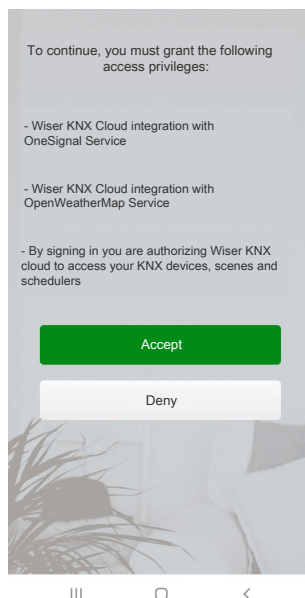 To continue, you must grant the following
access privileges:
- Wiser KNX Cloud integration with
OneSignal Service
- Wiser KNX Cloud integration with
OpenWeatherMap Service
- By signing in you are authorizing Wiser KNX
cloud to access your KNX devices, scenes and
schedulers
Accept
Deny